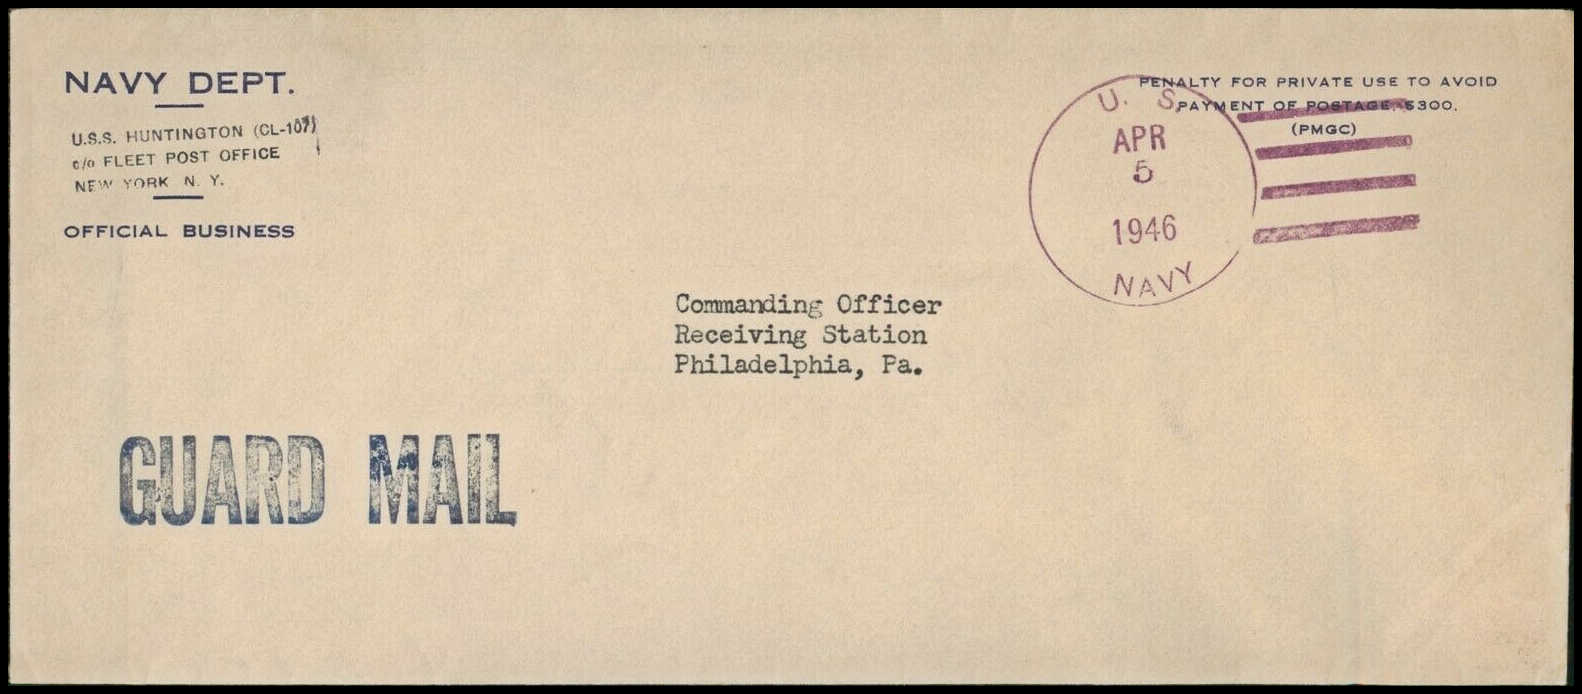 NAVY DEPT.
U.S.S. HUNTINGTON (CL-107)
c/o FLEET POST OFFICE
NEW YORK N. Y.
OFFICIAL BUSINESS
PENALTY FOR PRIVATE USE TO AVOID
PAYMENT OF POSTAGE, $300.
(PMGC)
U. S.
APR
5
1946
NAVY
Commanding Officer
Receiving Station
Philadelphia, Pa.
GUARD MAIL